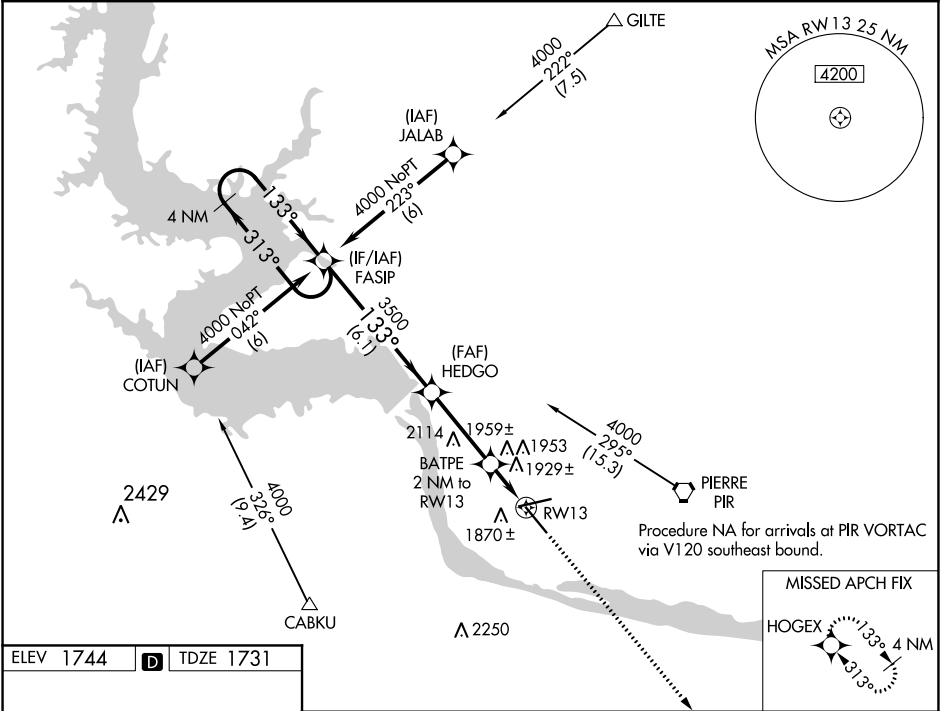 GILTE
4000
222°
(7.5)
MSA RW13 25 NM
4200
(IAF)
JALAB
4000 NoPT
223°
(6)
4 NM
133°
313°
(IF/IAF)
FASIP
4000 NoPT
042°
(6)
3500
133°
(6.1)
(IAF)
COTUN
(FAF)
HEDGO
2114
1959±
1953
1929±
BATPE
2 NM to
RW13
RW13
1870±
4000
295°
(15.3)
PIERRE
PIR
Procedure NA for arrivals at PIR VORTAC
via V120 southeast bound.
2429
4000
326°
(9.4)
CABKU
2250
MISSED APCH FIX
HOGEX
133°
4 NM
313°
ELEV 1744 D TDZE 1731